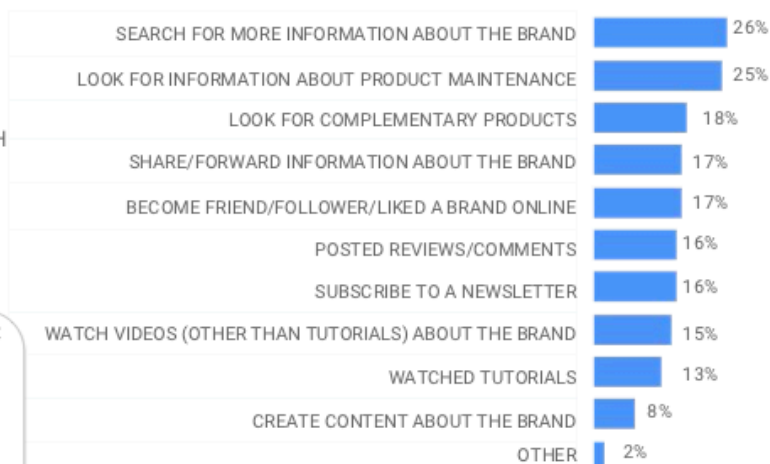 SEARCH FOR MORE INFORMATION ABOUT THE BRAND 26%
LOOK FOR INFORMATION ABOUT PRODUCT MAINTENANCE 25%
LOOK FOR COMPLEMENTARY PRODUCTS 18%
SHARE/FORWARD INFORMATION ABOUT THE BRAND 17%
BECOME FRIEND/FOLLOWER/LIKED A BRAND ONLINE 17%
POSTED REVIEWS/COMMENTS 16%
SUBSCRIBE TO A NEWSLETTER 16%
WATCH VIDEOS (OTHER THAN TUTORIALS) ABOUT THE BRAND 15%
WATCHED TUTORIALS 13%
CREATE CONTENT ABOUT THE BRAND 8%
OTHER 2%